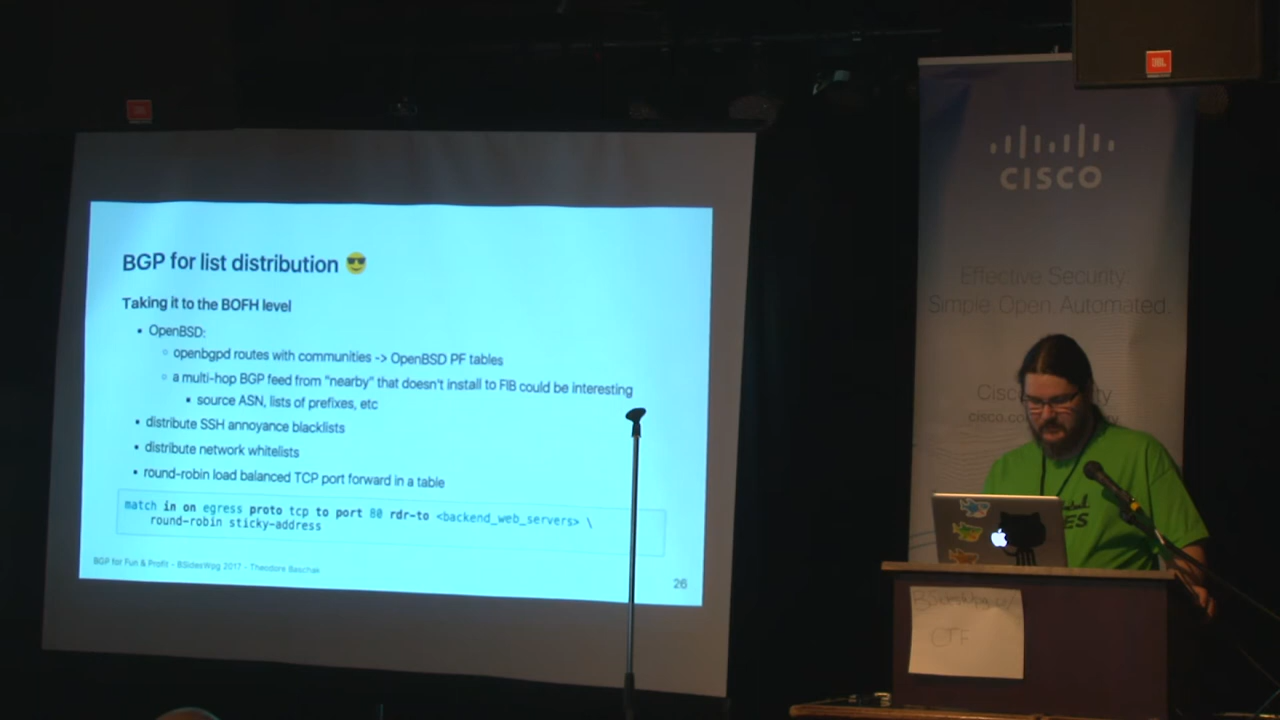 BGP for list distribution 😎
Taking it to the BOFH level
• OpenBSD:
◦ openbgpd routes with communities -> OpenBSD PF tables
◦ a multi-hop BGP feed from "nearby" that doesn't install to FIB could be interesting
▪ source ASN, lists of prefixes, etc
• distribute SSH annoyance blacklists
• distribute network whitelists
• round-robin load balanced TCP port forward in a table
match in on egress proto tcp to port 80 rdr-to <backend_web_servers> \
round-robin sticky-address
BGP for Fun & Profit - BSidesWpg 2017 - Theodore Baschak
26
JBL
CISCO
Effective Security
Simple. Open. Automated.
CTF